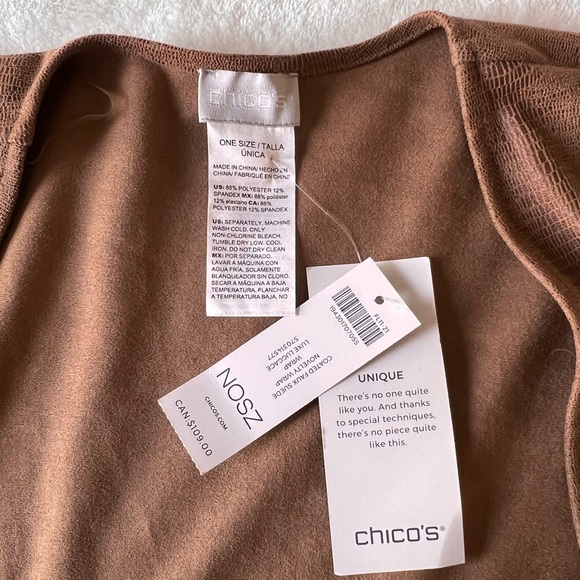 chico's
ONE SIZE / TALLA
ÚNICA
MADE IN CHINA/ HECHO EN
CHINA/ FABRIQUÉ EN CHINE
US: 88% POLYESTER 12%
SPANDEX MX: 88% poliéster
12% elastano CA: 88%
POLYESTER 12% SPANDEX
US: SEPARATELY, MACHINE
WASH COLD. ONLY
NON-CHLORINE BLEACH,
TUMBLE DRY LOW. COOL
IRON. DO NOT DRY CLEAN
MX: POR SEPARADO.
LAVAR A MÁQUINA CON
AGUA FRÍA. SOLAMENTE
BLANQUEADOR SIN CLORO.
SECAR A MÁQUINA A BAJA
TEMPERATURA, PLANCHAR
A TEMPERATURA BAJA. NO
F111-21
194301707055
COATED FAUX SUEDE
NOVELTY WRAP
WRAP
LUXE LUGGAGE
570314577
NOSZ
CHICOS.COM
CAN:$109.00
UNIQUE
There's no one quite
like you. And thanks
to special techniques,
there's no piece quite
like this.
chico's®